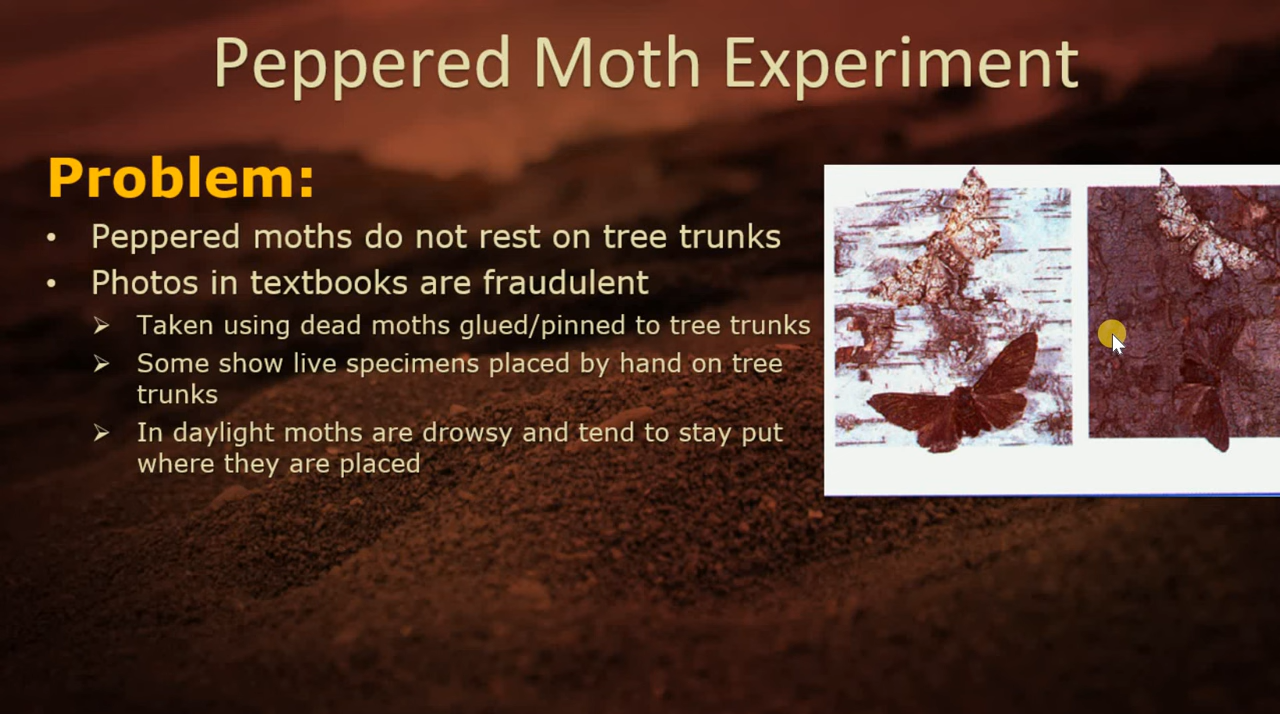 Peppered Moth Experiment
Problem:
• Peppered moths do not rest on tree trunks
• Photos in textbooks are fraudulent
➢ Taken using dead moths glued/pinned to tree trunks
➢ Some show live specimens placed by hand on tree
trunks
➢ In daylight moths are drowsy and tend to stay put
where they are placed